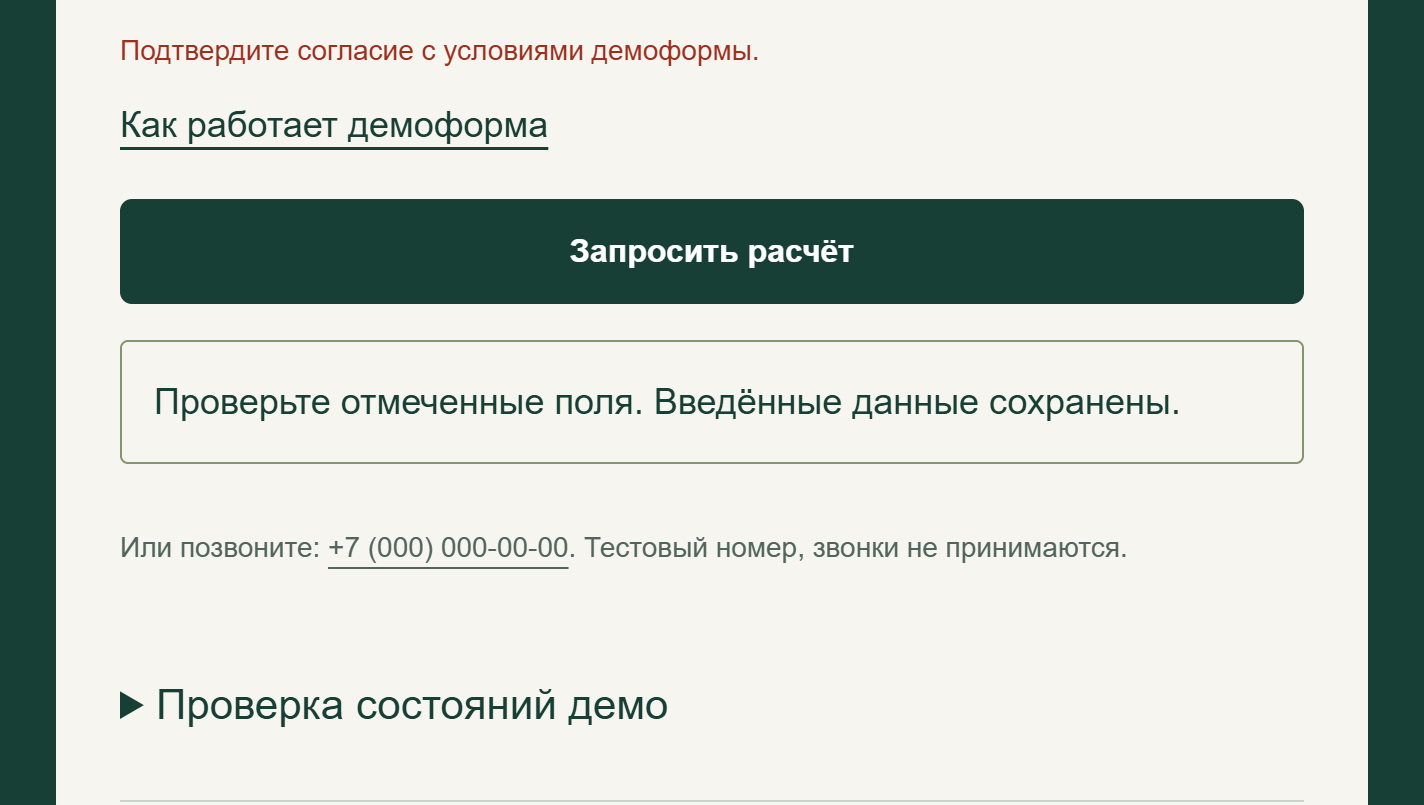 Подтвердите согласие с условиями демоформы.
Как работает демоформа
Запросить расчёт
Проверьте отмеченные поля. Введённые данные сохранены.
Или позвоните: +7 (000) 000-00-00. Тестовый номер, звонки не принимаются.
Проверка состояний демо